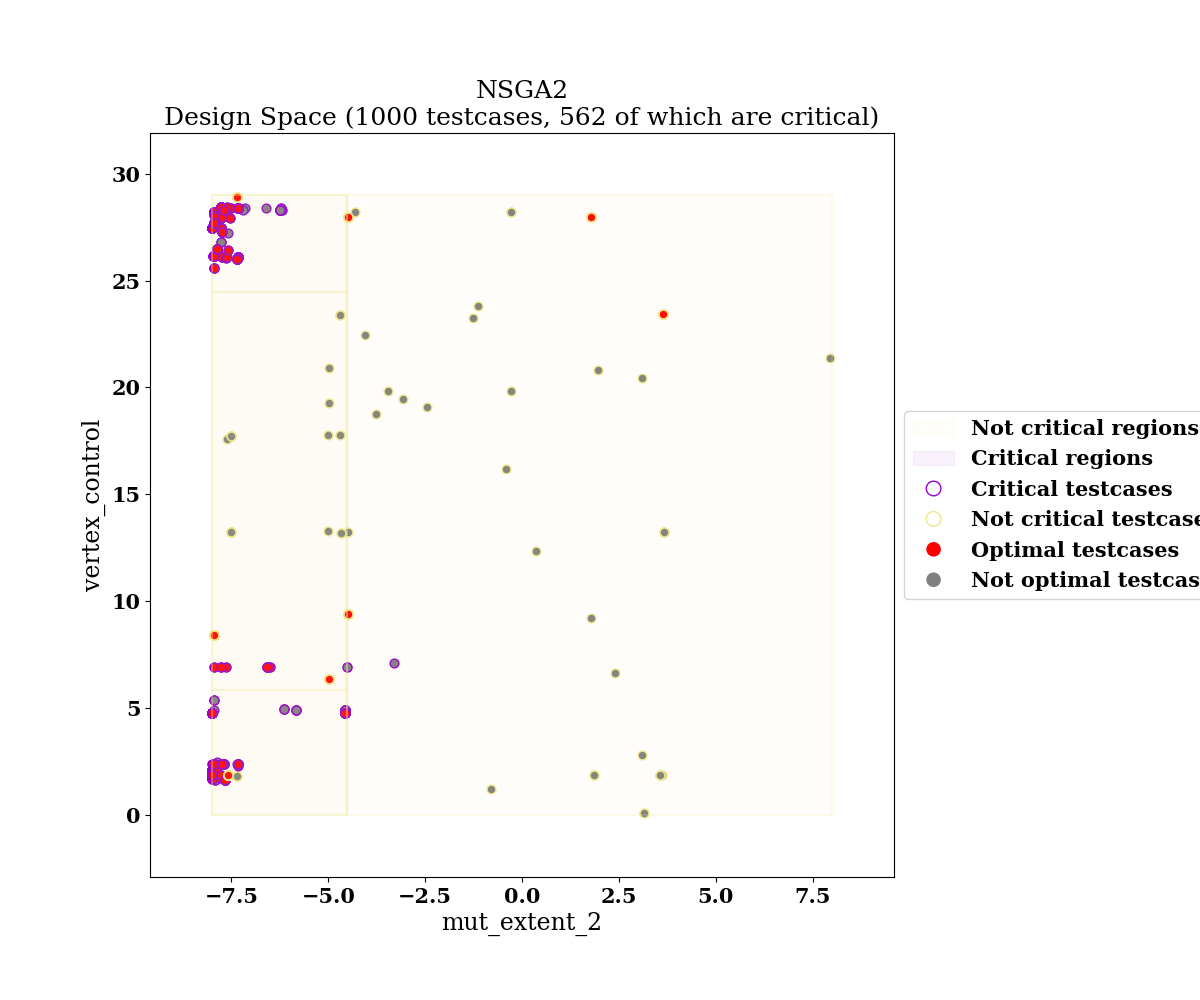 NSGA2
Design Space (1000 testcases, 562 of which are critical)
30
25
20
15
10
5
0
vertex_control
−7.5 −5.0 −2.5 0.0 2.5 5.0 7.5
mut_extent_2
Not critical regions
Critical regions
Critical testcases
Not critical testcase
Optimal testcases
Not optimal testcas